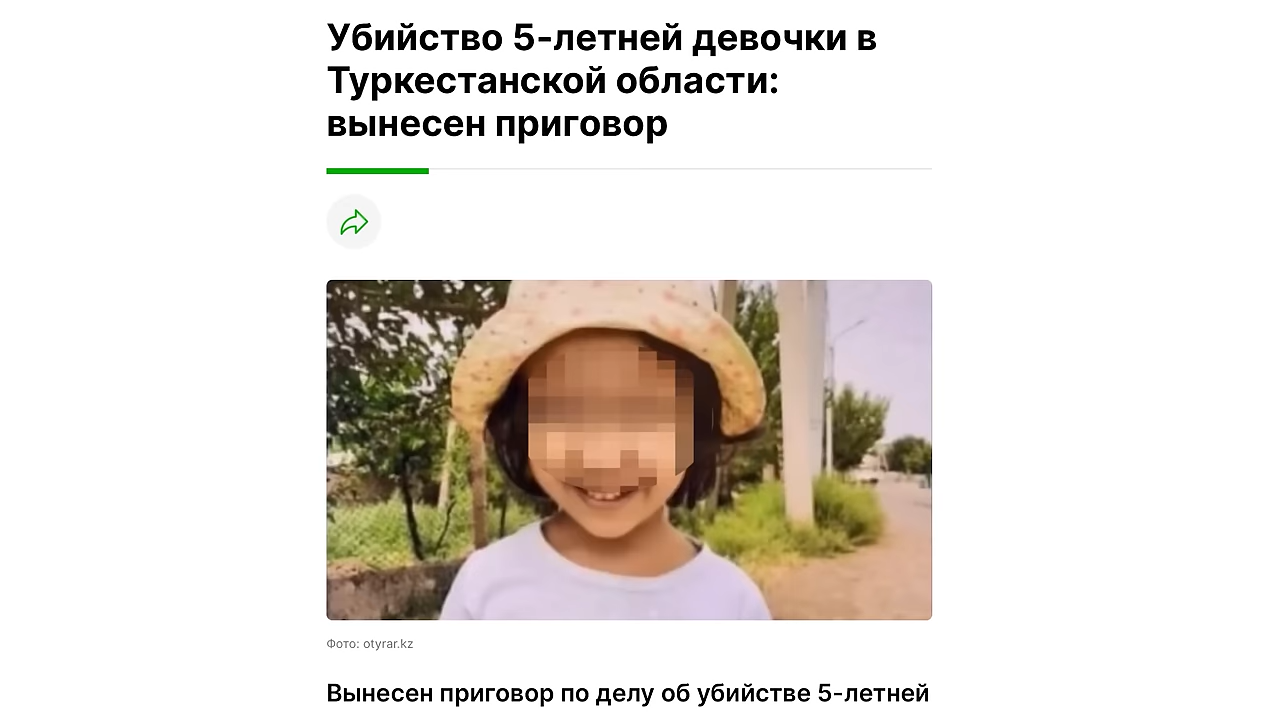 Убийство 5-летней девочки в
Туркестанской области:
вынесен приговор
Фото: otyrar.kz
Вынесен приговор по делу об убийстве 5-летней